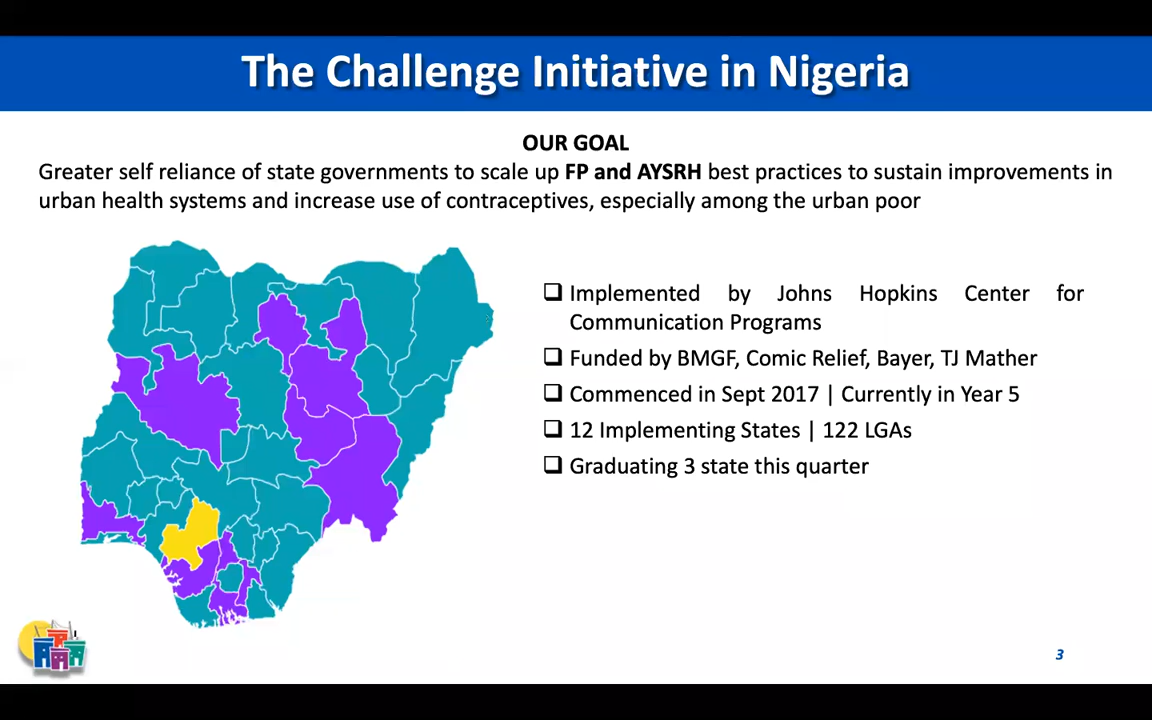 The Challenge Initiative in Nigeria
OUR GOAL
Greater self reliance of state governments to scale up FP and AYSRH best practices to sustain improvements in
urban health systems and increase use of contraceptives, especially among the urban poor
Implemented by Johns Hopkins Center for
Communication Programs
Funded by BMGF, Comic Relief, Bayer, TJ Mather
Commenced in Sept 2017 | Currently in Year 5
12 Implementing States | 122 LGAs
Graduating 3 state this quarter
3